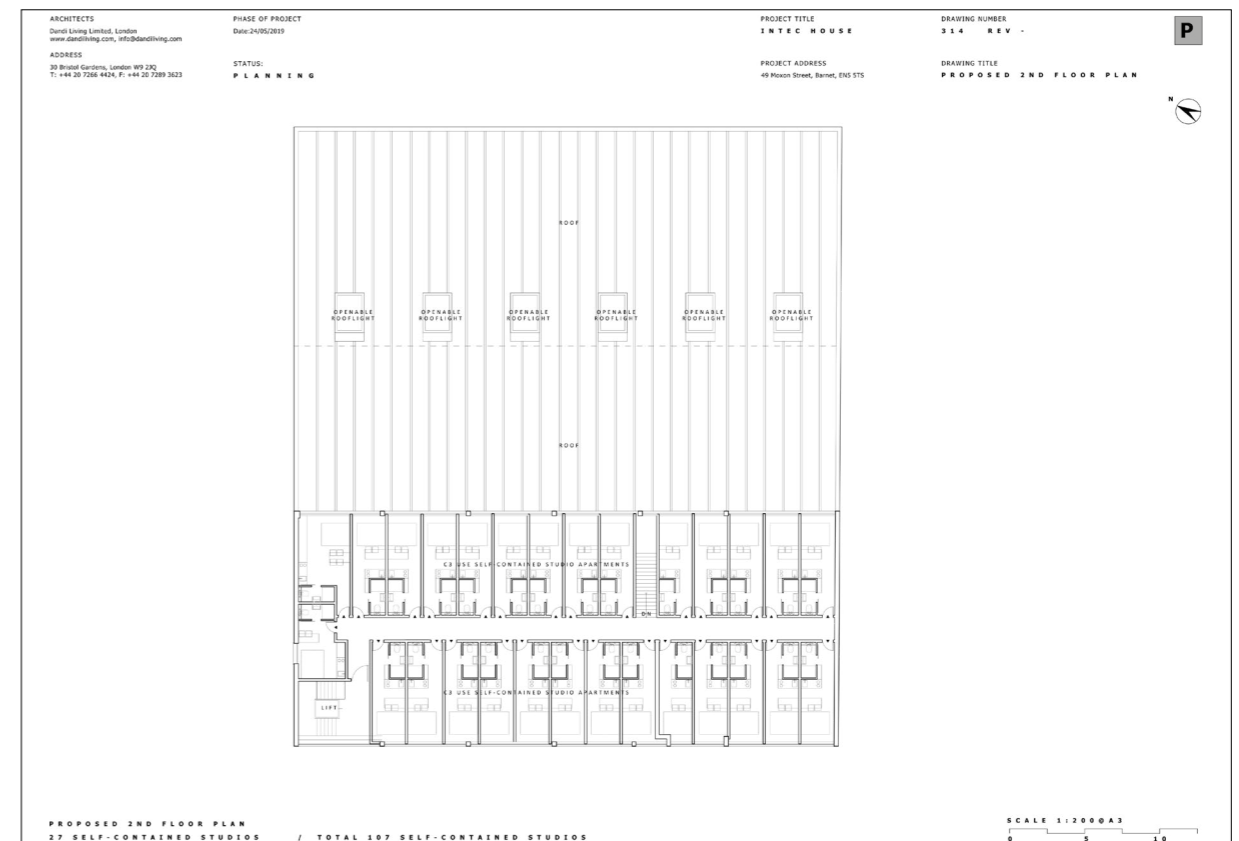 ARCHITECTS
Dandi Living Limited, London
www.dandiliving.com, info@dandiliving.com
ADDRESS
30 Bristol Gardens, London W9 2JQ
T: +44 20 7266 4424, F: +44 20 7289 3623
PHASE OF PROJECT
Date:24/05/2019
STATUS:
PLANNING
PROJECT TITLE
INTEC HOUSE
PROJECT ADDRESS
49 Moxon Street, Barnet, EN5 5TS
DRAWING NUMBER
314 REV -
DRAWING TITLE
PROPOSED 2ND FLOOR PLAN
P
N
ROOF
OPENABLE
ROOFLIGHT
OPENABLE
ROOFLIGHT
OPENABLE
ROOFLIGHT
OPENABLE
ROOFLIGHT
OPENABLE
ROOFLIGHT
OPENABLE
ROOFLIGHT
ROOF
C3 USE SELF-CONTAINED STUDIO APARTMENTS
DN
C3 USE SELF-CONTAINED STUDIO APARTMENTS
LIFT
PROPOSED 2ND FLOOR PLAN
27 SELF-CONTAINED STUDIOS / TOTAL 107 SELF-CONTAINED STUDIOS
SCALE 1:200@A3
0 5 10